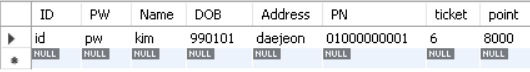 ID PW Name DOB Address PN ticket point
id pw kim 990101 daejeon 01000000001 6 8000
NULL NULL NULL NULL NULL NULL NULL NULL